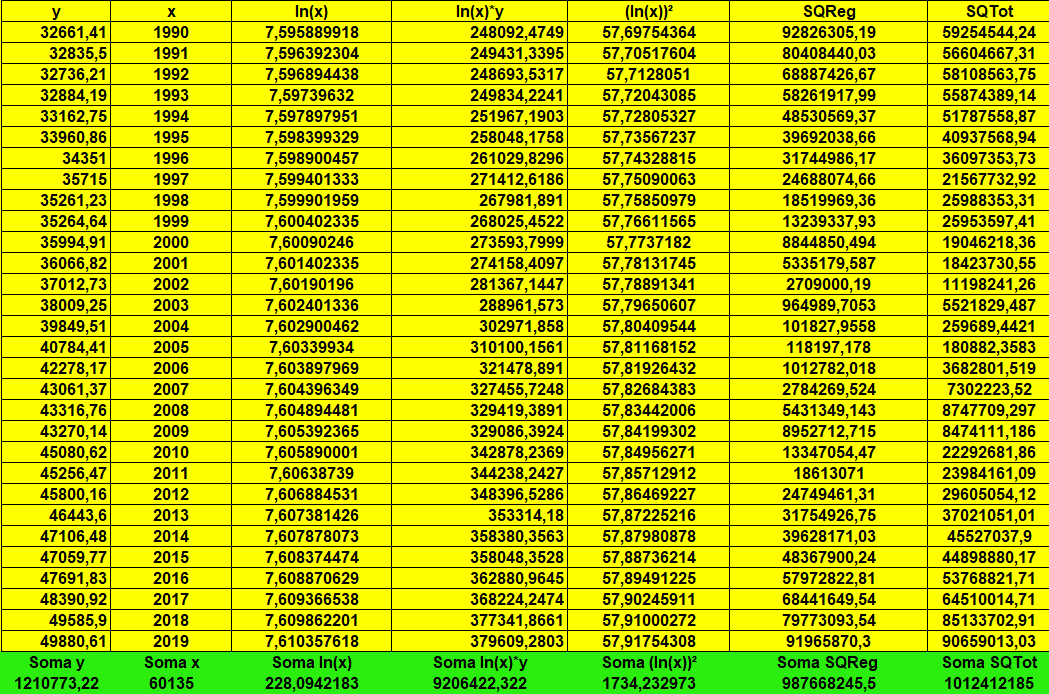 y x ln(x) ln(x)*y (ln(x))² SQReg SQTot
32661,41 1990 7,595889918 248092,4749 57,69754364 92826305,19 59254544,24
32835,5 1991 7,596392304 249431,3395 57,70517604 80408440,03 56604667,31
32736,21 1992 7,596894438 248693,5317 57,7128051 68887426,67 58108563,75
32884,19 1993 7,59739632 249834,2241 57,72043085 58261917,99 55874389,14
33162,75 1994 7,597897951 251967,1903 57,72805327 48530569,37 51787558,87
33960,86 1995 7,598399329 258048,1758 57,73567237 39692038,66 40937568,94
34351 1996 7,598900457 261029,8296 57,74328815 31744986,17 36097353,73
35715 1997 7,599401333 271412,6186 57,75090063 24688074,66 21567732,92
35261,23 1998 7,599901959 267981,891 57,75850979 18519969,36 25988353,31
35264,64 1999 7,600402335 268025,4522 57,76611565 13239337,93 25953597,41
35994,91 2000 7,60090246 273593,7999 57,7737182 8844850,494 19046218,36
36066,82 2001 7,601402335 274158,4097 57,78131745 5335179,587 18423730,55
37012,73 2002 7,60190196 281367,1447 57,78891341 2709000,19 11198241,26
38009,25 2003 7,602401336 288961,573 57,79650607 964989,7053 5521829,487
39849,51 2004 7,602900462 302971,858 57,80409544 101827,9558 259689,4421
40784,41 2005 7,60339934 310100,1561 57,81168152 118197,178 180882,3583
42278,17 2006 7,603897969 321478,891 57,81926432 1012782,018 3682801,519
43061,37 2007 7,604396349 327455,7248 57,82684383 2784269,524 7302223,52
43316,76 2008 7,604894481 329419,3891 57,83442006 5431349,143 8747709,297
43270,14 2009 7,605392365 329086,3924 57,84199302 8952712,715 8474111,186
45080,62 2010 7,605890001 342878,2369 57,84956271 13347054,47 22292681,86
45256,47 2011 7,60638739 344238,2427 57,85712912 18613071 23984161,09
45800,16 2012 7,606884531 348396,5286 57,86469227 24749461,31 29605054,12
46443,6 2013 7,607381426 353314,18 57,87225216 31754926,75 37021051,01
47106,48 2014 7,607878073 358380,3563 57,87980878 39628171,03 45527037,9
47059,77 2015 7,608374474 358048,3528 57,88736214 48367900,24 44898880,17
47691,83 2016 7,608870629 362880,9645 57,89491225 57972822,81 53768821,71
48390,92 2017 7,609366538 368224,2474 57,90245911 68441649,54 64510014,71
49585,9 2018 7,609862201 377341,8661 57,91000272 79773093,54 85133702,91
49880,61 2019 7,610357618 379609,2803 57,91754308 91965870,3 90659013,03
Soma y Soma x Soma ln(x) Soma ln(x)*y Soma (ln(x))² Soma SQReg Soma SQTot
1210773,22 60135 228,0942183 9206422,322 1734,232973 987668245,5 1012412185